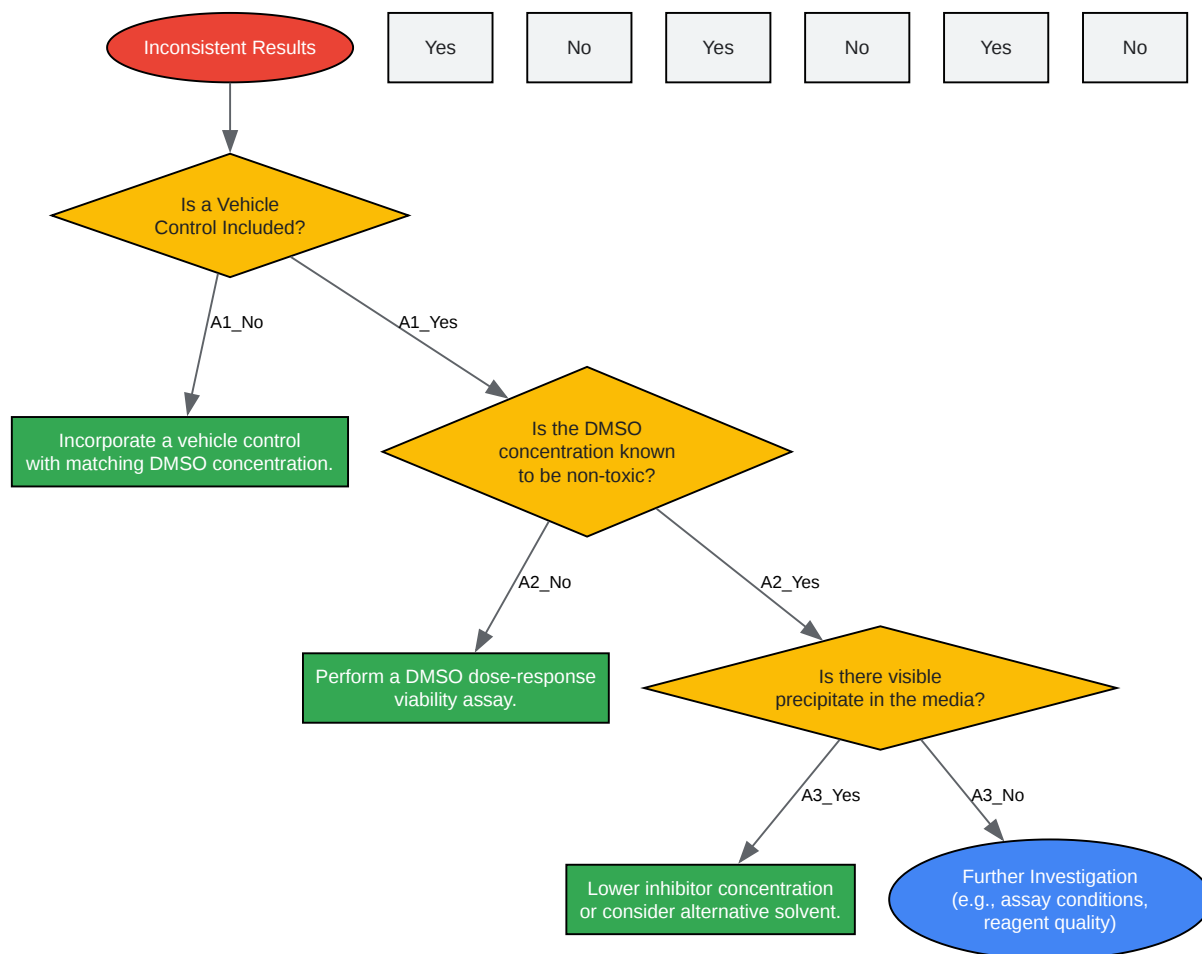 Inconsistent Results
Yes
No
Yes
No
Yes
No
Is a Vehicle
Control Included?
A1_No
A1_Yes
Incorporate a vehicle control
with matching DMSO concentration.
Is the DMSO
concentration known
to be non-toxic?
A2_No
A2_Yes
Perform a DMSO dose-response
viability assay.
Is there visible
precipitate in the media?
A3_Yes
A3_No
Lower inhibitor concentration
or consider alternative solvent.
Further Investigation
(e.g., assay conditions,
reagent quality)